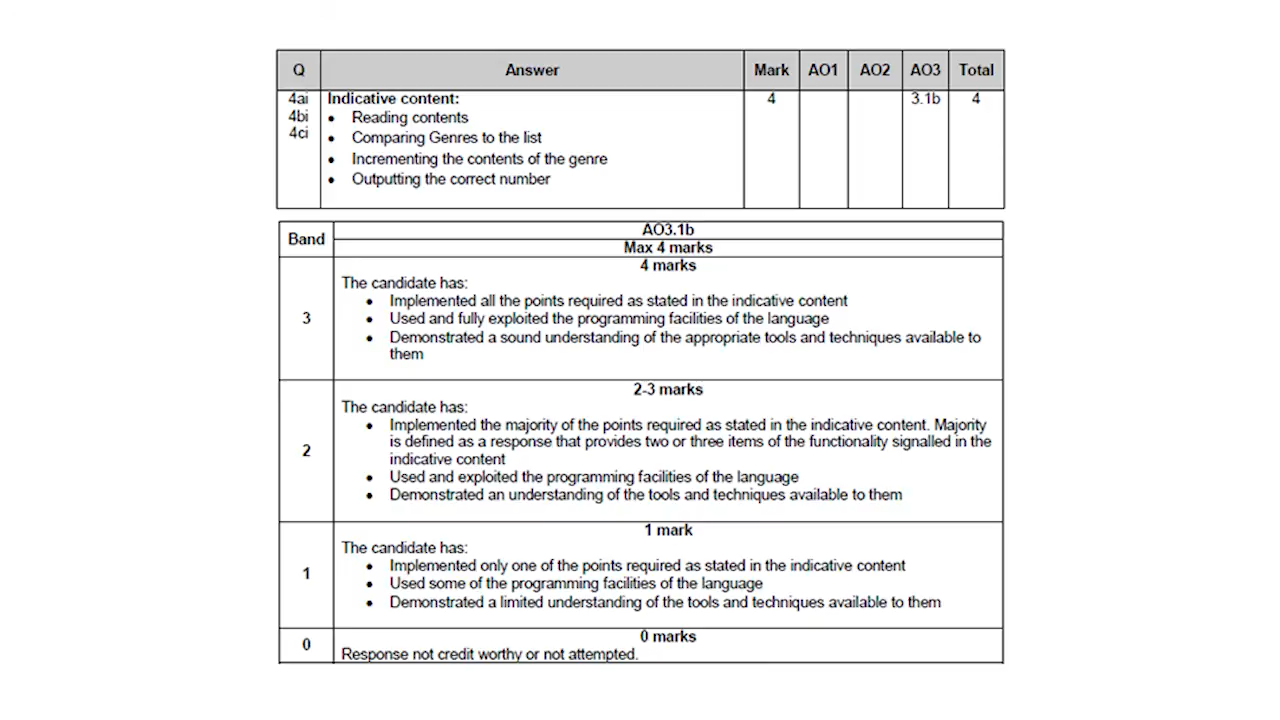 Q Answer Mark AO1 AO2 AO3 Total
4ai Indicative content: 4 3.1b 4
4bi • Reading contents
4ci • Comparing Genres to the list
• Incrementing the contents of the genre
• Outputting the correct number
Band AO3.1b
Max 4 marks
4 marks
The candidate has:
• Implemented all the points required as stated in the indicative content
3 • Used and fully exploited the programming facilities of the language
• Demonstrated a sound understanding of the appropriate tools and techniques available to
them
2-3 marks
The candidate has:
• Implemented the majority of the points required as stated in the indicative content. Majority
is defined as a response that provides two or three items of the functionality signalled in the
2 indicative content
• Used and exploited the programming facilities of the language
• Demonstrated an understanding of the tools and techniques available to them
1 mark
The candidate has:
• Implemented only one of the points required as stated in the indicative content
1 • Used some of the programming facilities of the language
• Demonstrated a limited understanding of the tools and techniques available to them
0 0 marks
Response not credit worthy or not attempted.